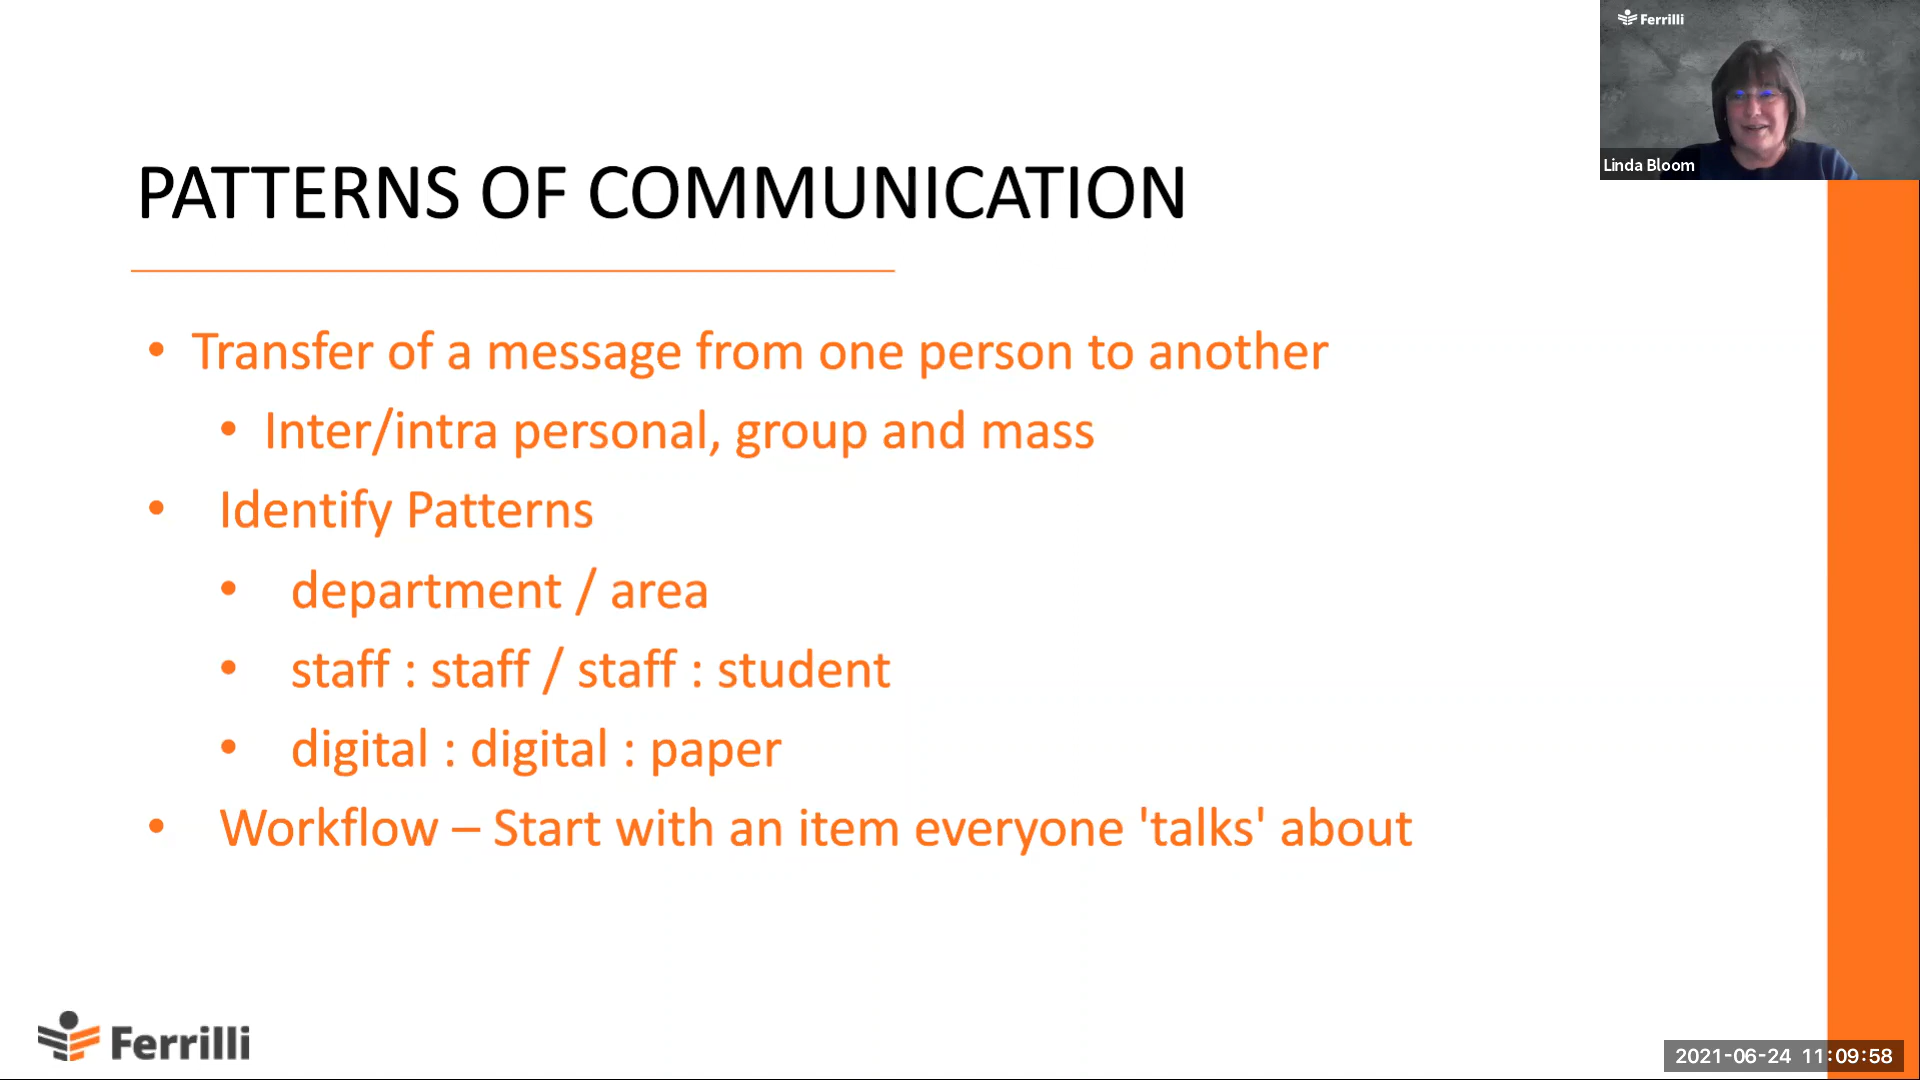 Ferrilli
Linda Bloom
PATTERNS OF COMMUNICATION
• Transfer of a message from one person to another
• Inter/intra personal, group and mass
• Identify Patterns
• department / area
• staff : staff / staff : student
• digital : digital : paper
• Workflow – Start with an item everyone 'talks' about
Ferrilli
2021-06-24 11:09:58